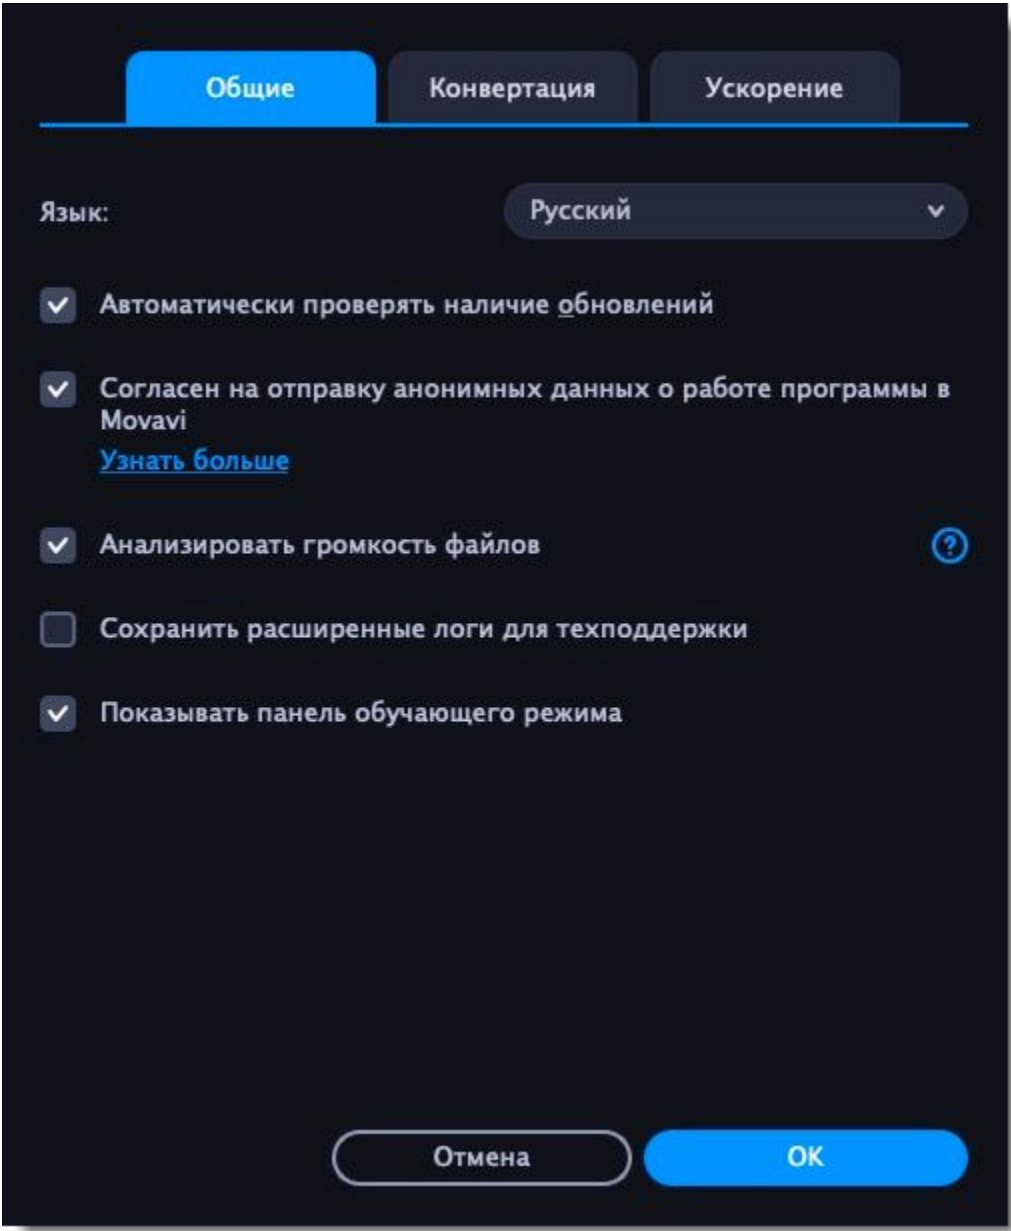 Общие
Конвертация
Ускорение
Язык:
Русский
Автоматически проверять наличие обновлений
Согласен на отправку анонимных данных о работе программы в
Movavi
Узнать больше
Анализировать громкость файлов
?
Сохранить расширенные логи для техподдержки
Показывать панель обучающего режима
Отмена
ОК